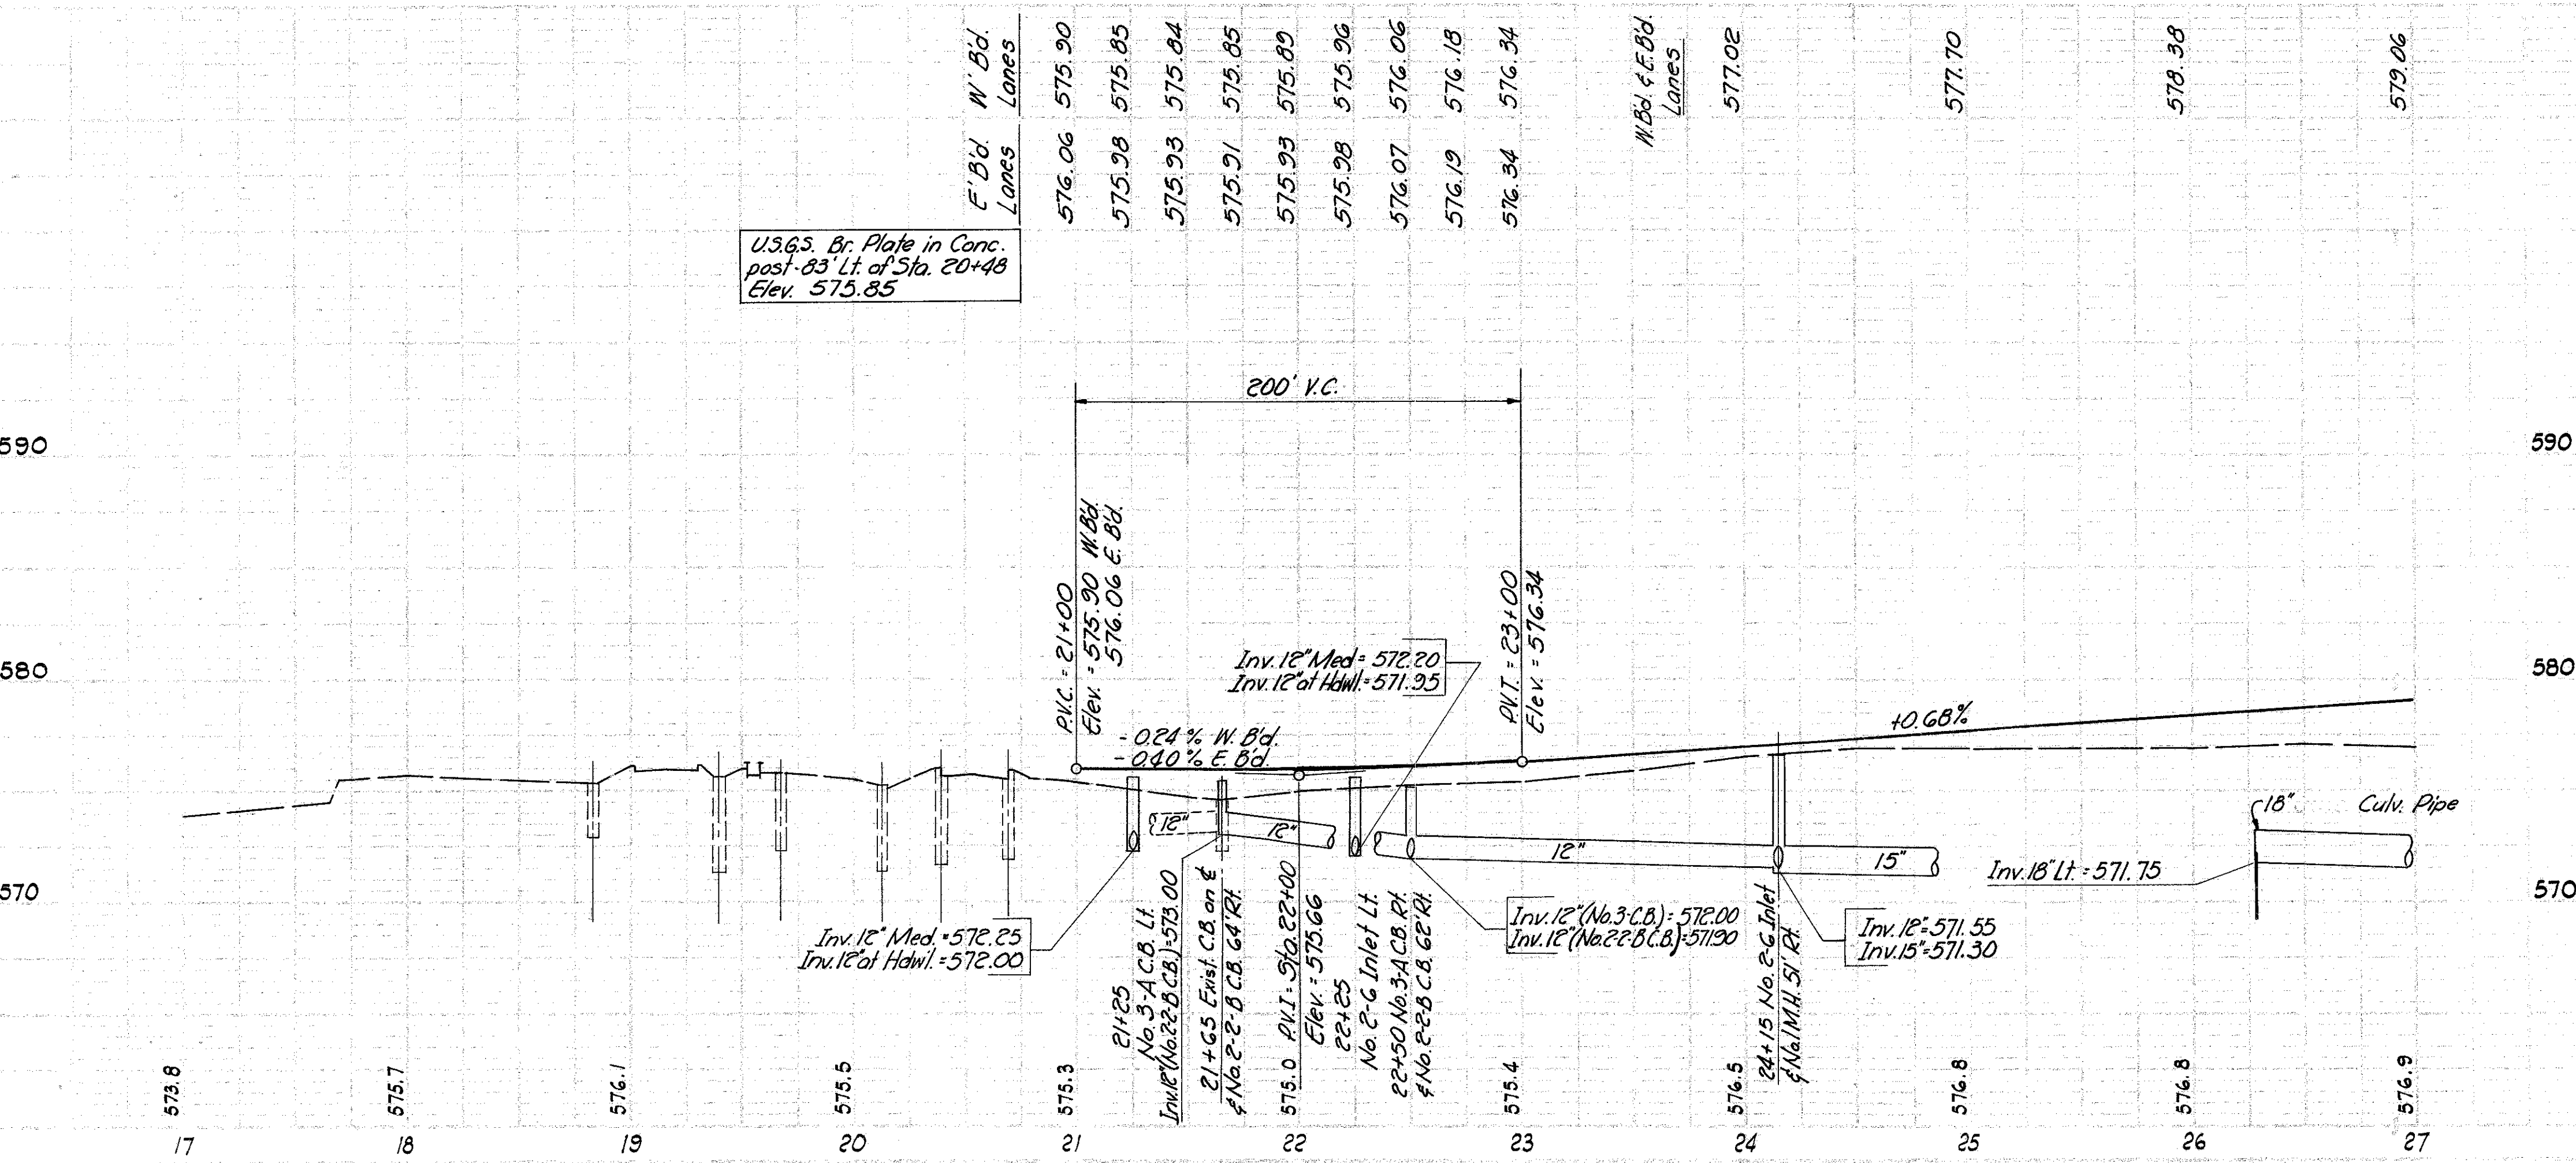 W'B'd. Lanes
575.90
575.85
575.84
575.85
575.89
575.96
576.06
576.18
576.34
E'B'd. Lanes
576.06
575.98
575.93
575.91
575.93
575.98
576.07
576.19
576.34
W.B'd. & E.B'd.
Lanes
577.02
577.70
578.38
579.06
U.S.G.S. Br. Plate in Conc.
post-83' Lt. of Sta. 20+48
Elev. 575.85
200' V.C.
590
590
P.V.C. = 21+00
Elev. = 575.90 W.B'd.
576.06 E. B'd.
P.V.T. = 23+00
Elev. = 576.34
Inv. 12" Med = 572.20
Inv. 12" at Hdwl. = 571.95
580
580
- 0.24 % W. B'd.
- 0.40 % E. B'd.
+0.68%
12"
12"
12"
15"
18"
Culv. Pipe
570
570
Inv. 18" Lt. = 571.75
Inv. 12" Med. = 572.25
Inv. 12" at Hdwl. = 572.00
Inv. 12" (No. 3-C.B.) = 572.00
Inv. 12" (No. 2-2-B C.B.) = 571.90
Inv. 12" = 571.55
Inv. 15" = 571.30
21+25
No. 3-A C.B. Lt.
Inv. 12" (No. 2-2-B C.B.) = 573.00
21+65 Exist. C.B. on ℄
& No. 2-2-B C.B. 64' Rt.
P.V.I. = Sta. 22+00
Elev. = 575.66
22+25
No. 2-G Inlet Lt.
22+50 No. 3-A C.B. Rt.
& No. 2-2-B C.B. 62' Rt.
24+15 No. 2-G Inlet
& No. 1 M.H. 51' Rt.
573.8
575.7
576.1
575.5
575.3
575.0
575.4
576.5
576.8
576.8
576.9
17
18
19
20
21
22
23
24
25
26
27